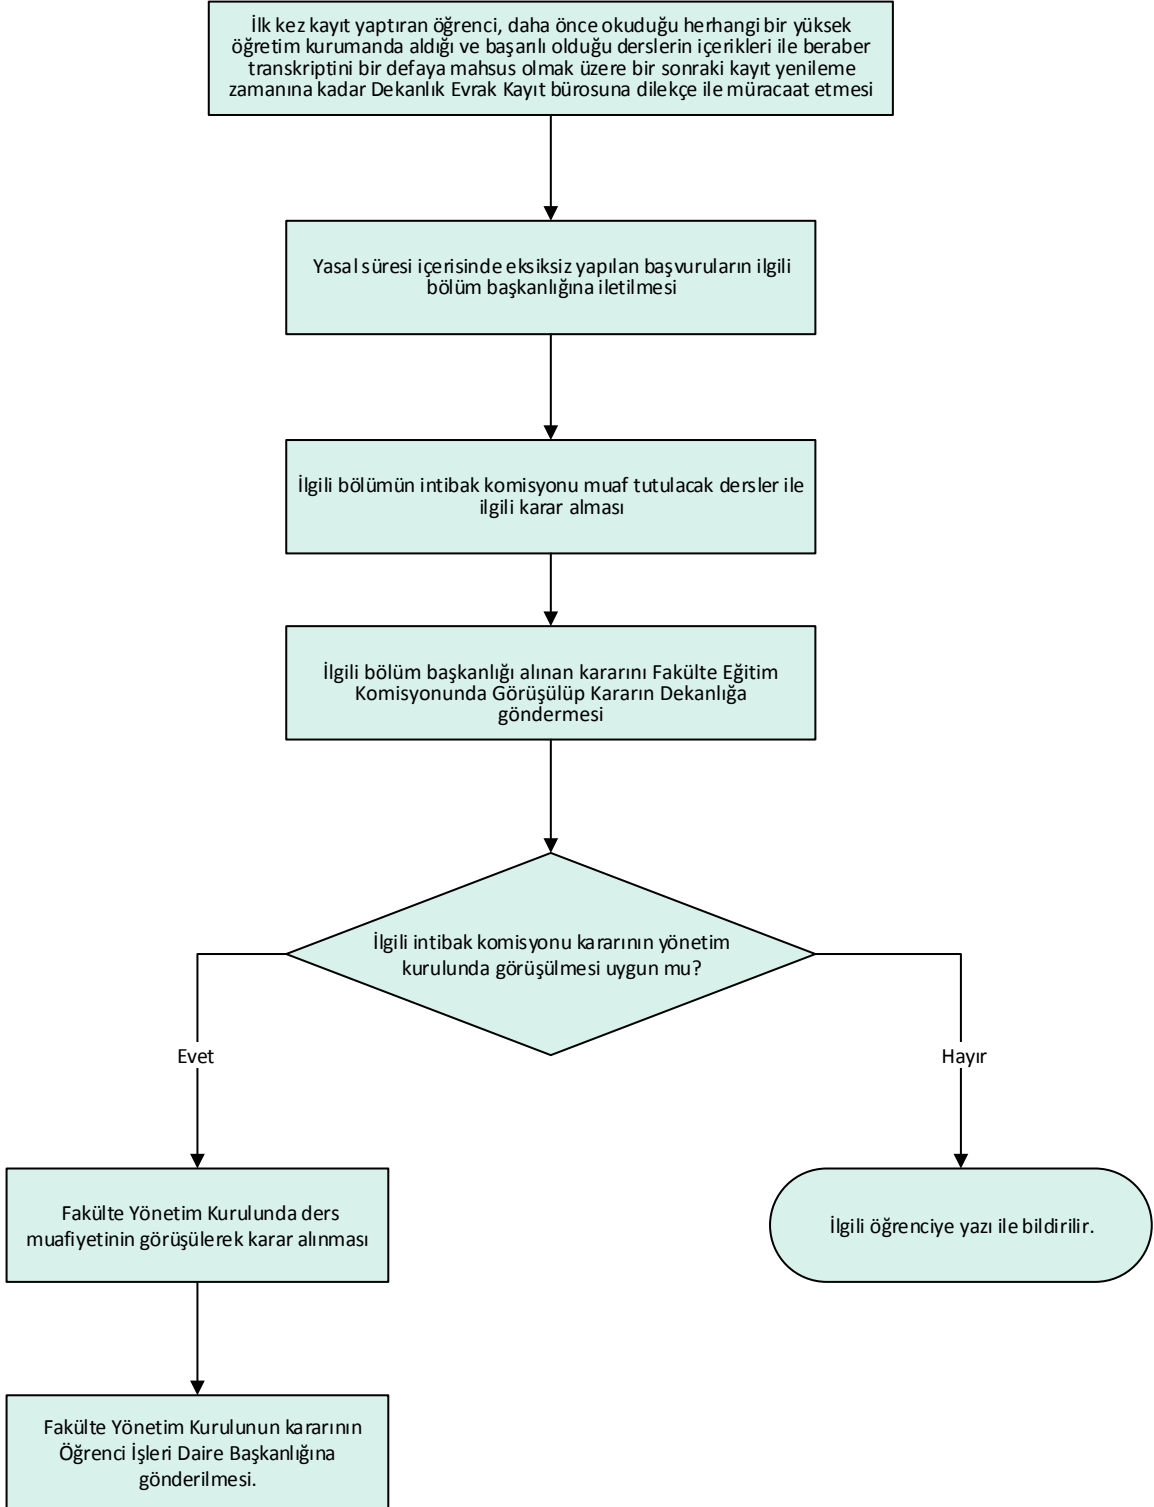 İlk kez kayıt yaptıran öğrenci, daha önce okuduğu herhangi bir yüksek
öğretim kurumanda aldığı ve başarılı olduğu derslerin içerikleri ile beraber
transkriptini bir defaya mahsus olmak üzere bir sonraki kayıt yenileme
zamanına kadar Dekanlık Evrak Kayıt bürosuna dilekçe ile müracaat etmesi
Yasal süresi içerisinde eksiksiz yapılan başvuruların ilgili
bölüm başkanlığına iletilmesi
İlgili bölümün intibak komisyonu muaf tutulacak dersler ile
ilgili karar alması
İlgili bölüm başkanlığı alınan kararını Fakülte Eğitim
Komisyonunda Görüşülüp Kararın Dekanlığa
göndermesi
İlgili intibak komisyonu kararının yönetim
kurulunda görüşülmesi uygun mu?
Evet
Hayır
Fakülte Yönetim Kurulunda ders
muafiyetinin görüşülerek karar alınması
İlgili öğrenciye yazı ile bildirilir.
Fakülte Yönetim Kurulunun kararının
Öğrenci İşleri Daire Başkanlığına
gönderilmesi.